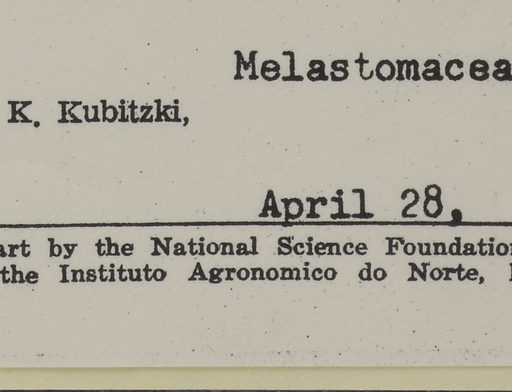 Melastomacea
K. Kubitzki,
April 28,
art by the National Science Foundation
the Instituto Agronomico do Norte,